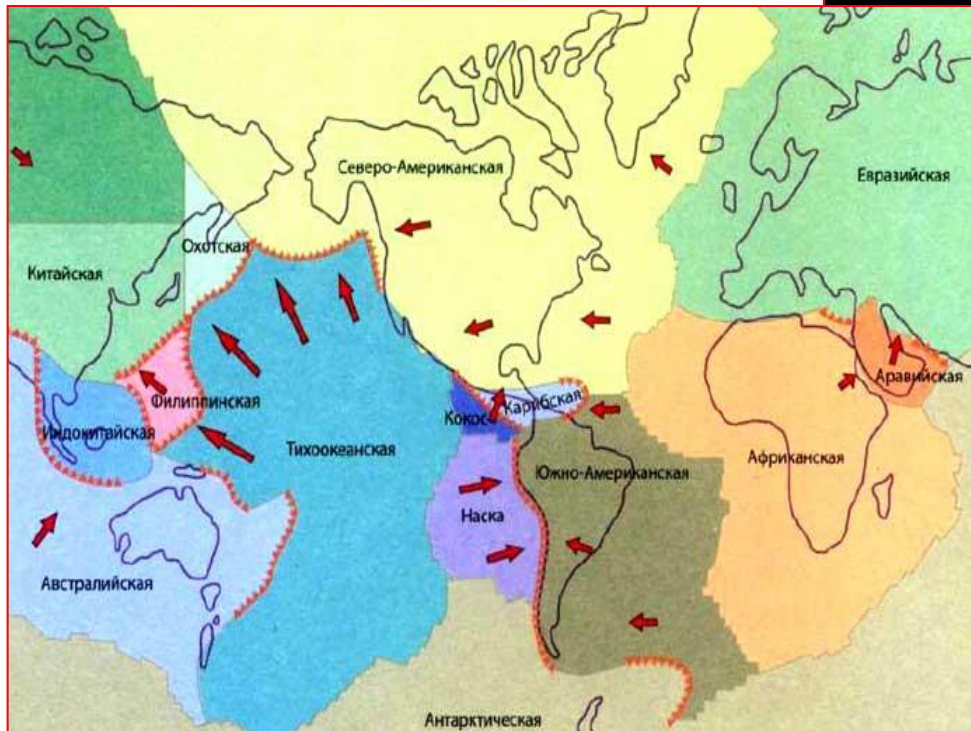 Северо-Американская
Евразийская
Охотская
Китайская
Аравийская
Филиппинская
Карибская
Кокос
Индокитайская
Тихоокеанская
Африканская
Южно-Американская
Наска
Австралийская
Антарктическая